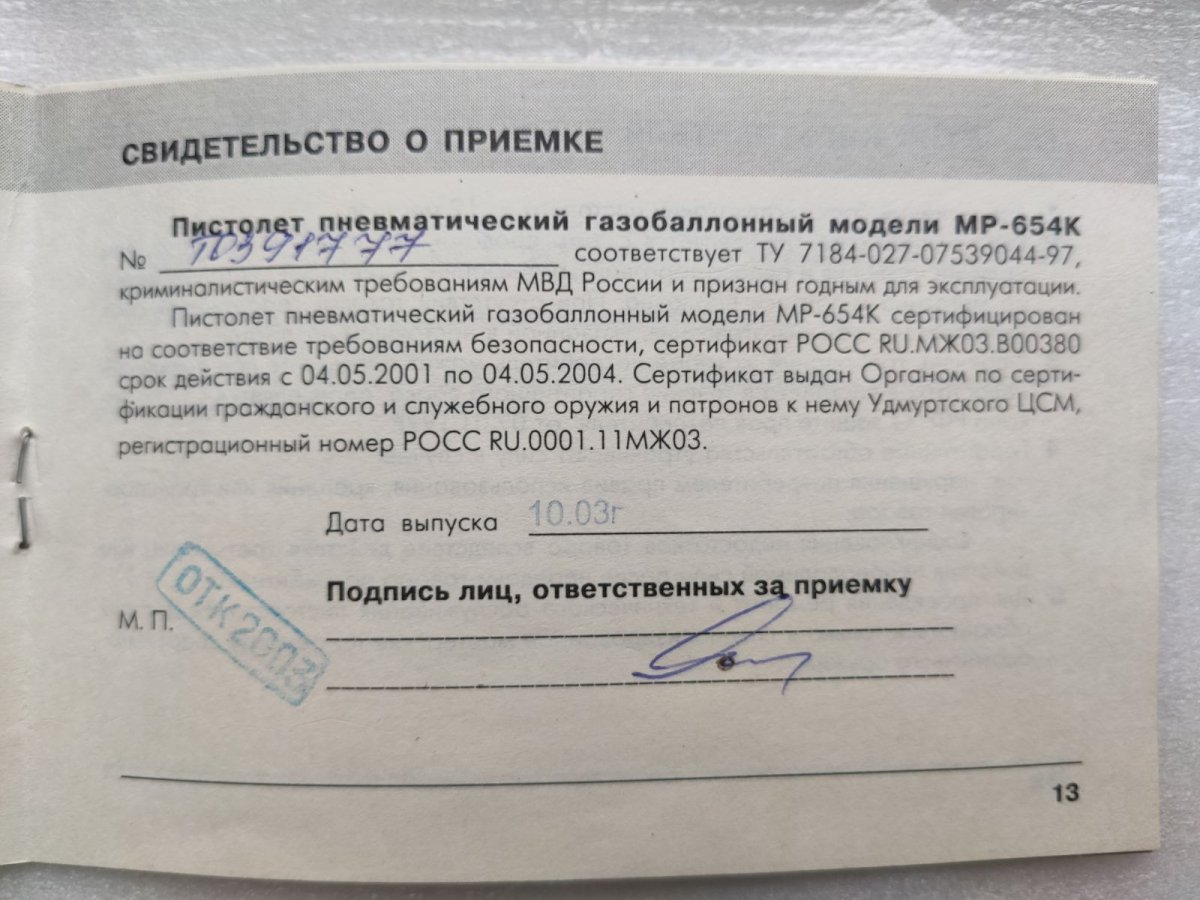 СВИДЕТЕЛЬСТВО О ПРИЕМКЕ
Пистолет пневматический газобаллонный модели МР-654К
№ Т0391777 соответствует ТУ 7184-027-07539044-97,
криминалистическим требованиям МВД России и признан годным для эксплуатации.
Пистолет пневматический газобаллонный модели МР-654К сертифицирован
на соответствие требованиям безопасности, сертификат РОСС RU.МЖ03.В00380
срок действия с 04.05.2001 по 04.05.2004. Сертификат выдан Органом по серти-
фикации гражданского и служебного оружия и патронов к нему Удмуртского ЦСМ,
регистрационный номер РОСС RU.0001.11МЖ03.
Дата выпуска 10.03г
Подпись лиц, ответственных за приемку
М. П.
ОТК2003
13